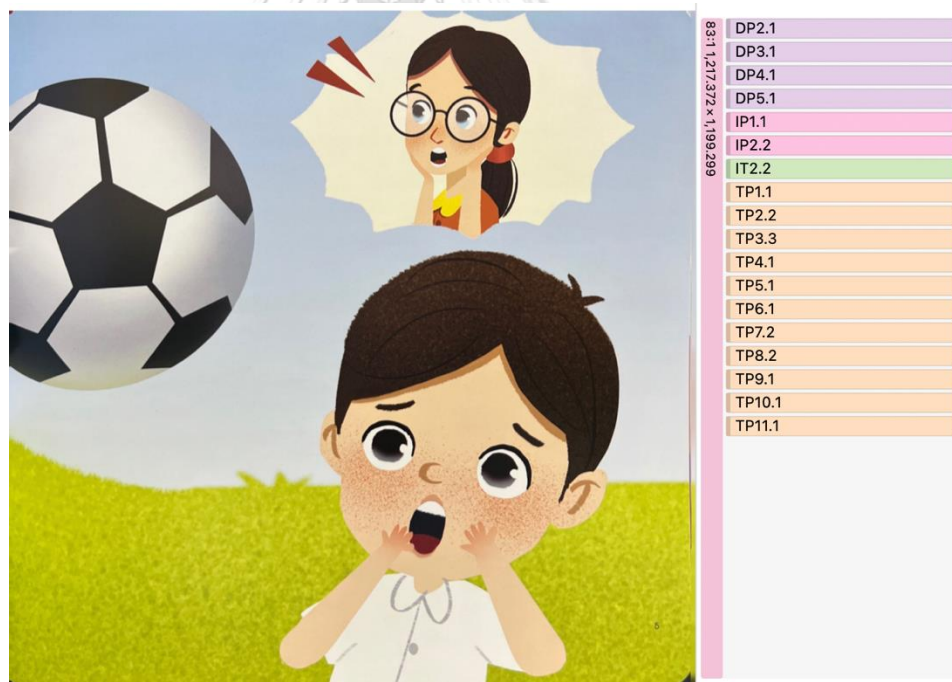 5
83:1 1,217.372 × 1,199.299
DP2.1
DP3.1
DP4.1
DP5.1
IP1.1
IP2.2
IT2.2
TP1.1
TP2.2
TP3.3
TP4.1
TP5.1
TP6.1
TP7.2
TP8.2
TP9.1
TP10.1
TP11.1